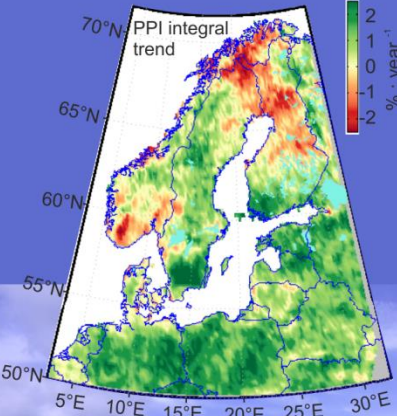 PPI integral
trend
70°N
65°N
60°N
55°N
50°N
5°E
10°E
15°E
20°E
25°E
30°E
2
1
0
-1
-2
% · year⁻¹